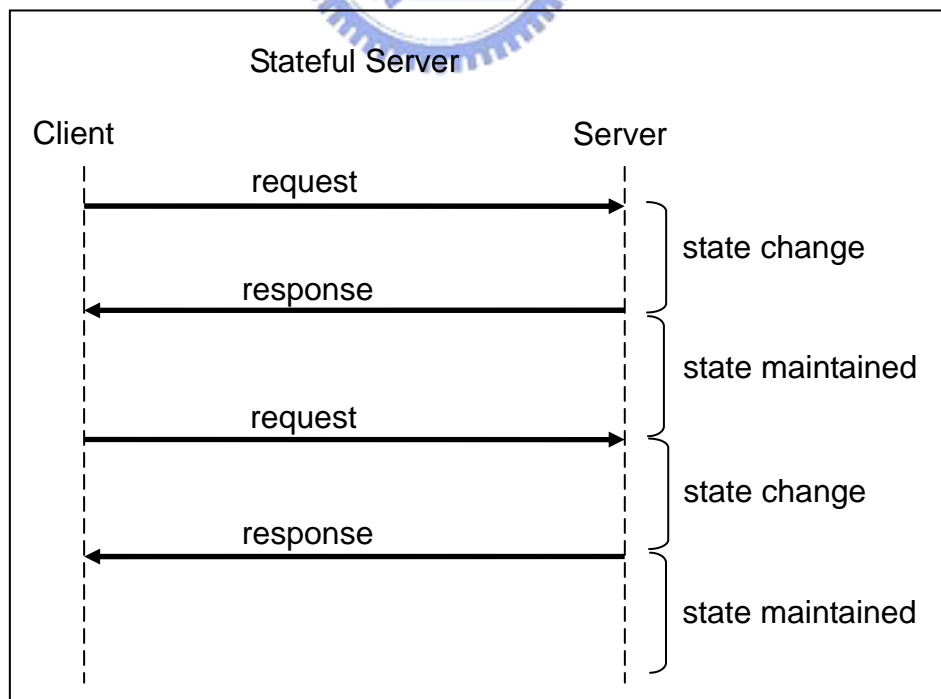 Stateful Server
Client
Server
request
state change
response
state maintained
request
state change
response
state maintained